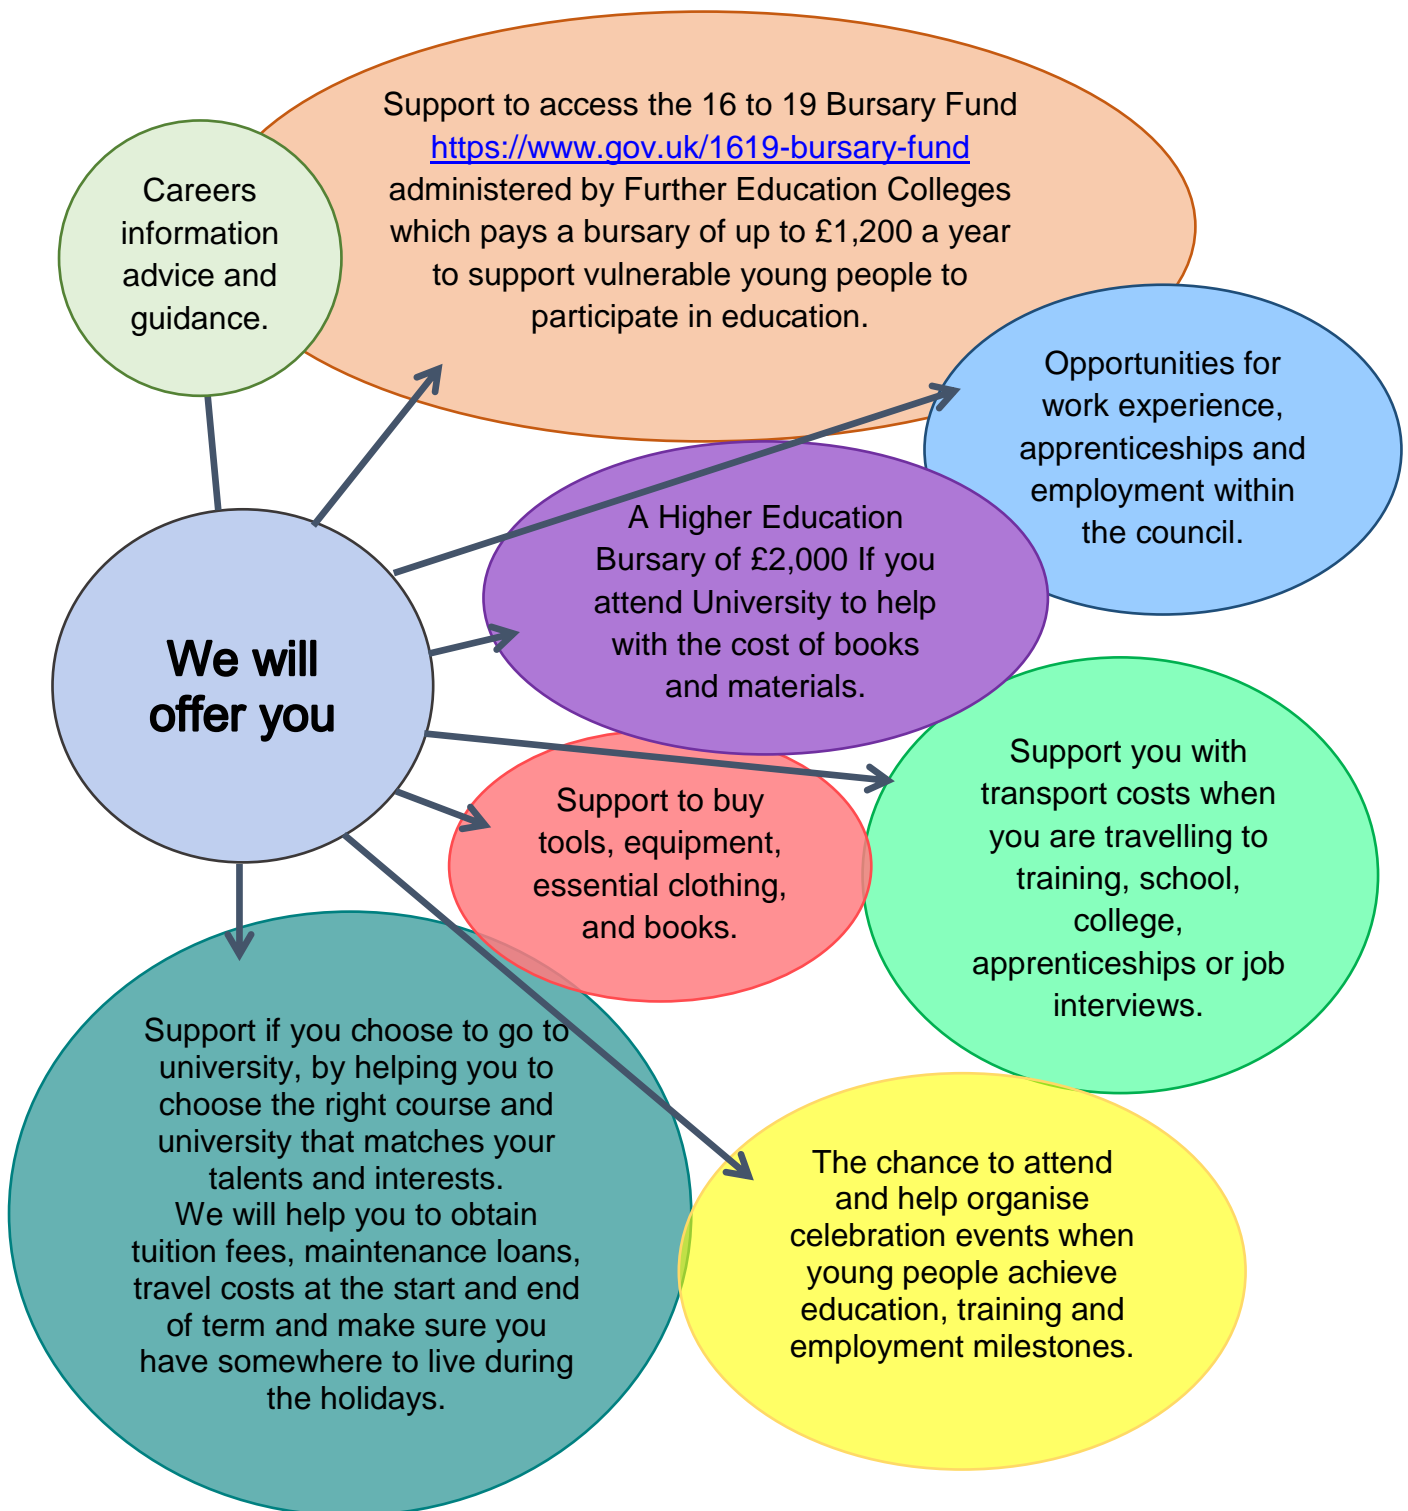 Support to access the 16 to 19 Bursary Fund
https://www.gov.uk/1619-bursary-fund
administered by Further Education Colleges
which pays a bursary of up to £1,200 a year
to support vulnerable young people to
participate in education.
Careers
information
advice and
guidance.
Opportunities for
work experience,
apprenticeships and
employment within
the council.
A Higher Education
Bursary of £2,000 If you
attend University to help
with the cost of books
and materials.
We will
offer you
Support you with
transport costs when
you are travelling to
training, school,
college,
apprenticeships or job
interviews.
Support to buy
tools, equipment,
essential clothing,
and books.
Support if you choose to go to
university, by helping you to
choose the right course and
university that matches your
talents and interests.
We will help you to obtain
tuition fees, maintenance loans,
travel costs at the start and end
of term and make sure you
have somewhere to live during
the holidays.
The chance to attend
and help organise
celebration events when
young people achieve
education, training and
employment milestones.